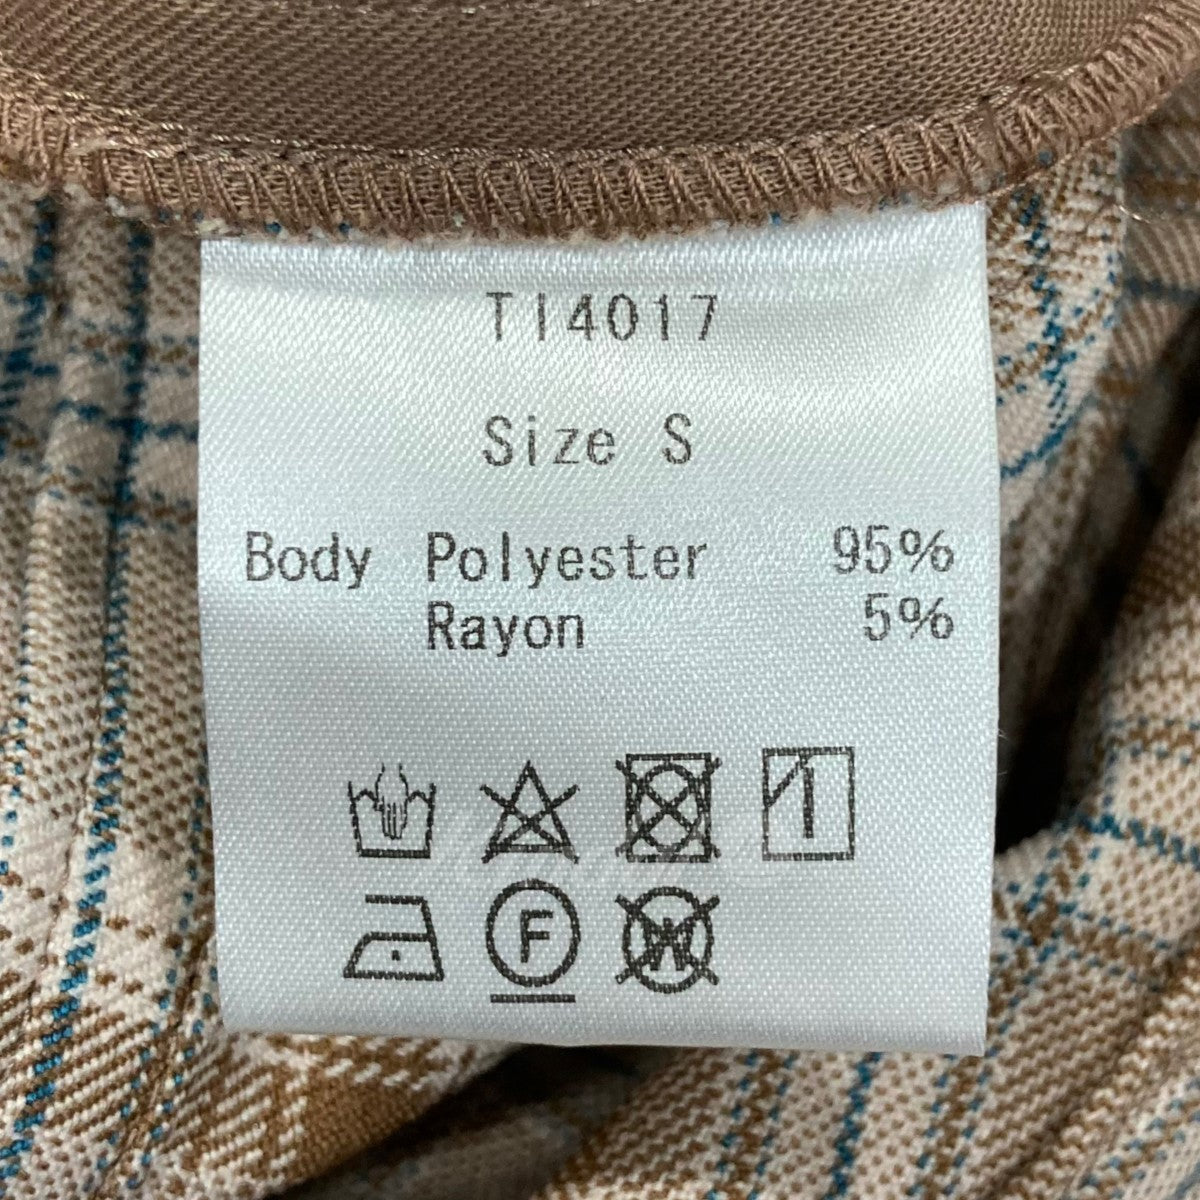 TI4017
Size S
Body Polyester 95%
Rayon 5%
F
W